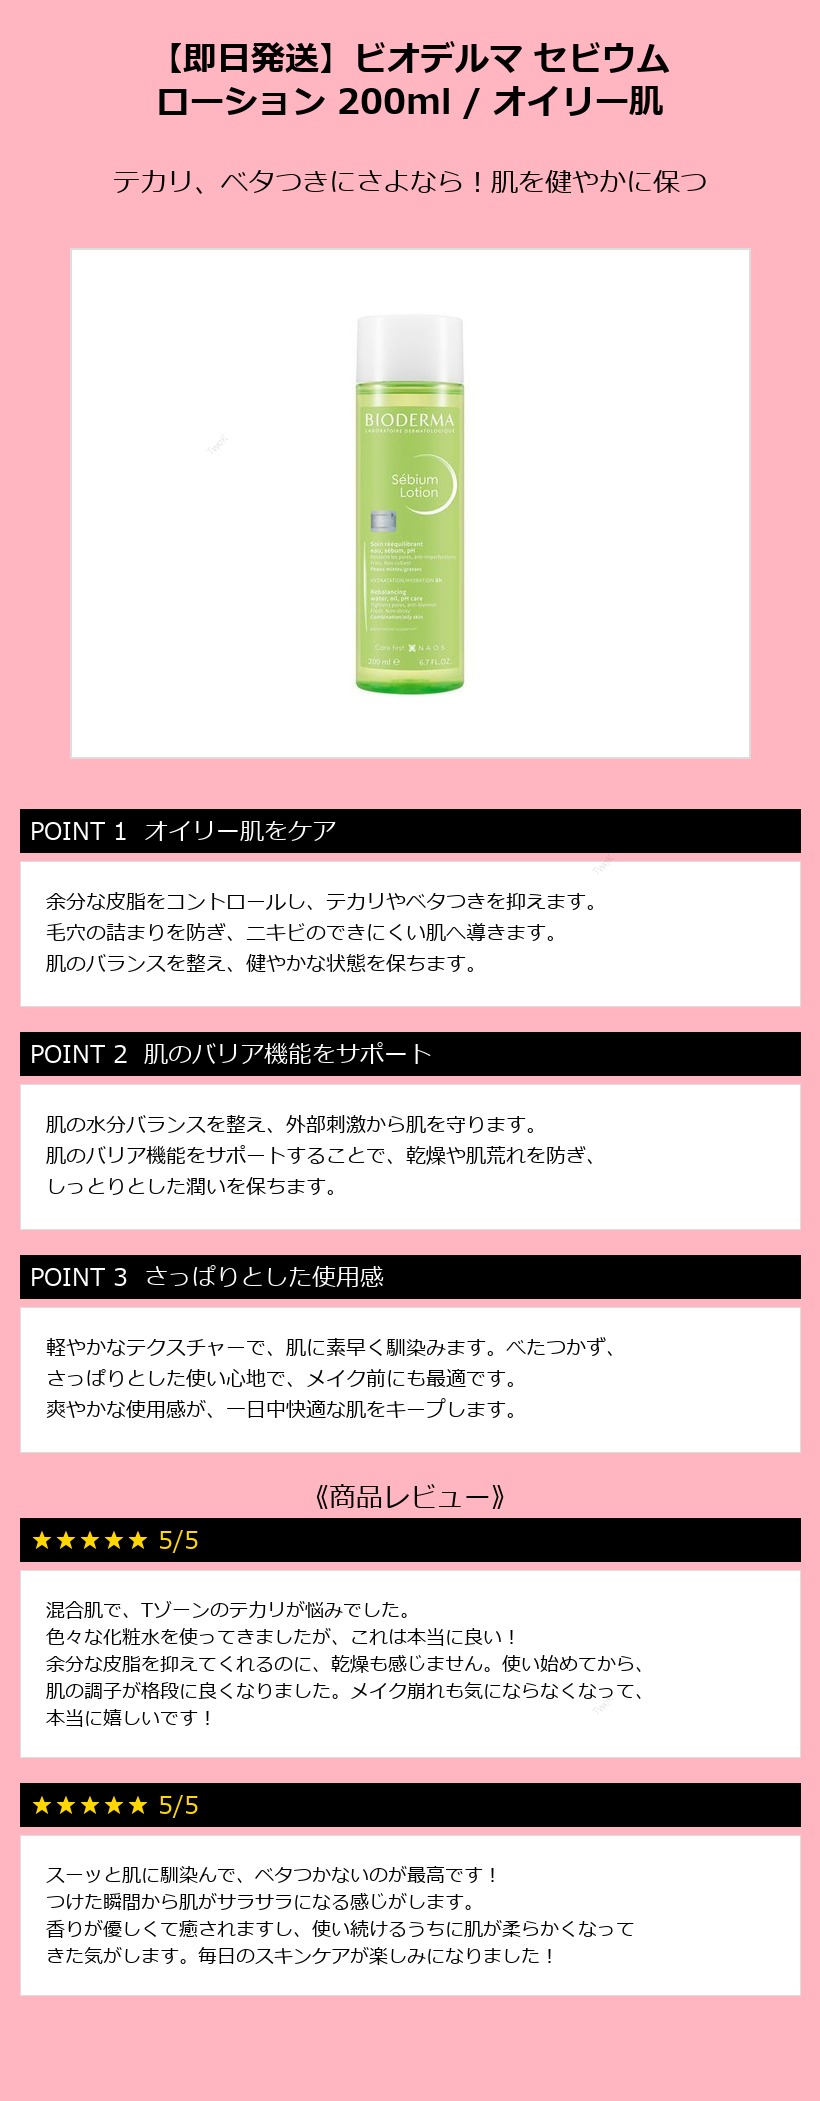 【即日発送】ビオデルマ セビウム
ローション 200ml / オイリー肌
テカリ、ベタつきにさよなら！肌を健やかに保つ
BIODERMA
LABORATOIRE DERMATOLOGIQUE
Sébium
Lotion
Soin rééquilibrant
eau, sébum, pH
Resserre les pores, anti-imperfections
Frais. Non collant
Peaux mixtes/grasses
HYDRATATION/HYDRATION 8H
Rebalancing
water, oil, pH care
Tightens pores, anti-blemish
Fresh. Non-sticky
Combination/oily skin
Care first NAOS
200 ml ℮ 6.7 FL.OZ.
POINT 1 オイリー肌をケア
余分な皮脂をコントロールし、テカリやベタつきを抑えます。
毛穴の詰まりを防ぎ、ニキビのできにくい肌へ導きます。
肌のバランスを整え、健やかな状態を保ちます。
POINT 2 肌のバリア機能をサポート
肌の水分バランスを整え、外部刺激から肌を守ります。
肌のバリア機能をサポートすることで、乾燥や肌荒れを防ぎ、
しっとりとした潤いを保ちます。
POINT 3 さっぱりとした使用感
軽やかなテクスチャーで、肌に素早く馴染みます。べたつかず、
さっぱりとした使い心地で、メイク前にも最適です。
爽やかな使用感が、一日中快適な肌をキープします。
《商品レビュー》
★★★★★ 5/5
混合肌で、Tゾーンのテカリが悩みでした。
色々な化粧水を使ってきましたが、これは本当に良い！
余分な皮脂を抑えてくれるのに、乾燥も感じません。使い始めてから、
肌の調子が格段に良くなりました。メイク崩れも気にならなくなって、
本当に嬉しいです！
★★★★★ 5/5
スーッと肌に馴染んで、ベタつかないのが最高です！
つけた瞬間から肌がサラサラになる感じがします。
香りが優しくて癒されますし、使い続けるうちに肌が柔らかくなって
きた気がします。毎日のスキンケアが楽しみになりました！